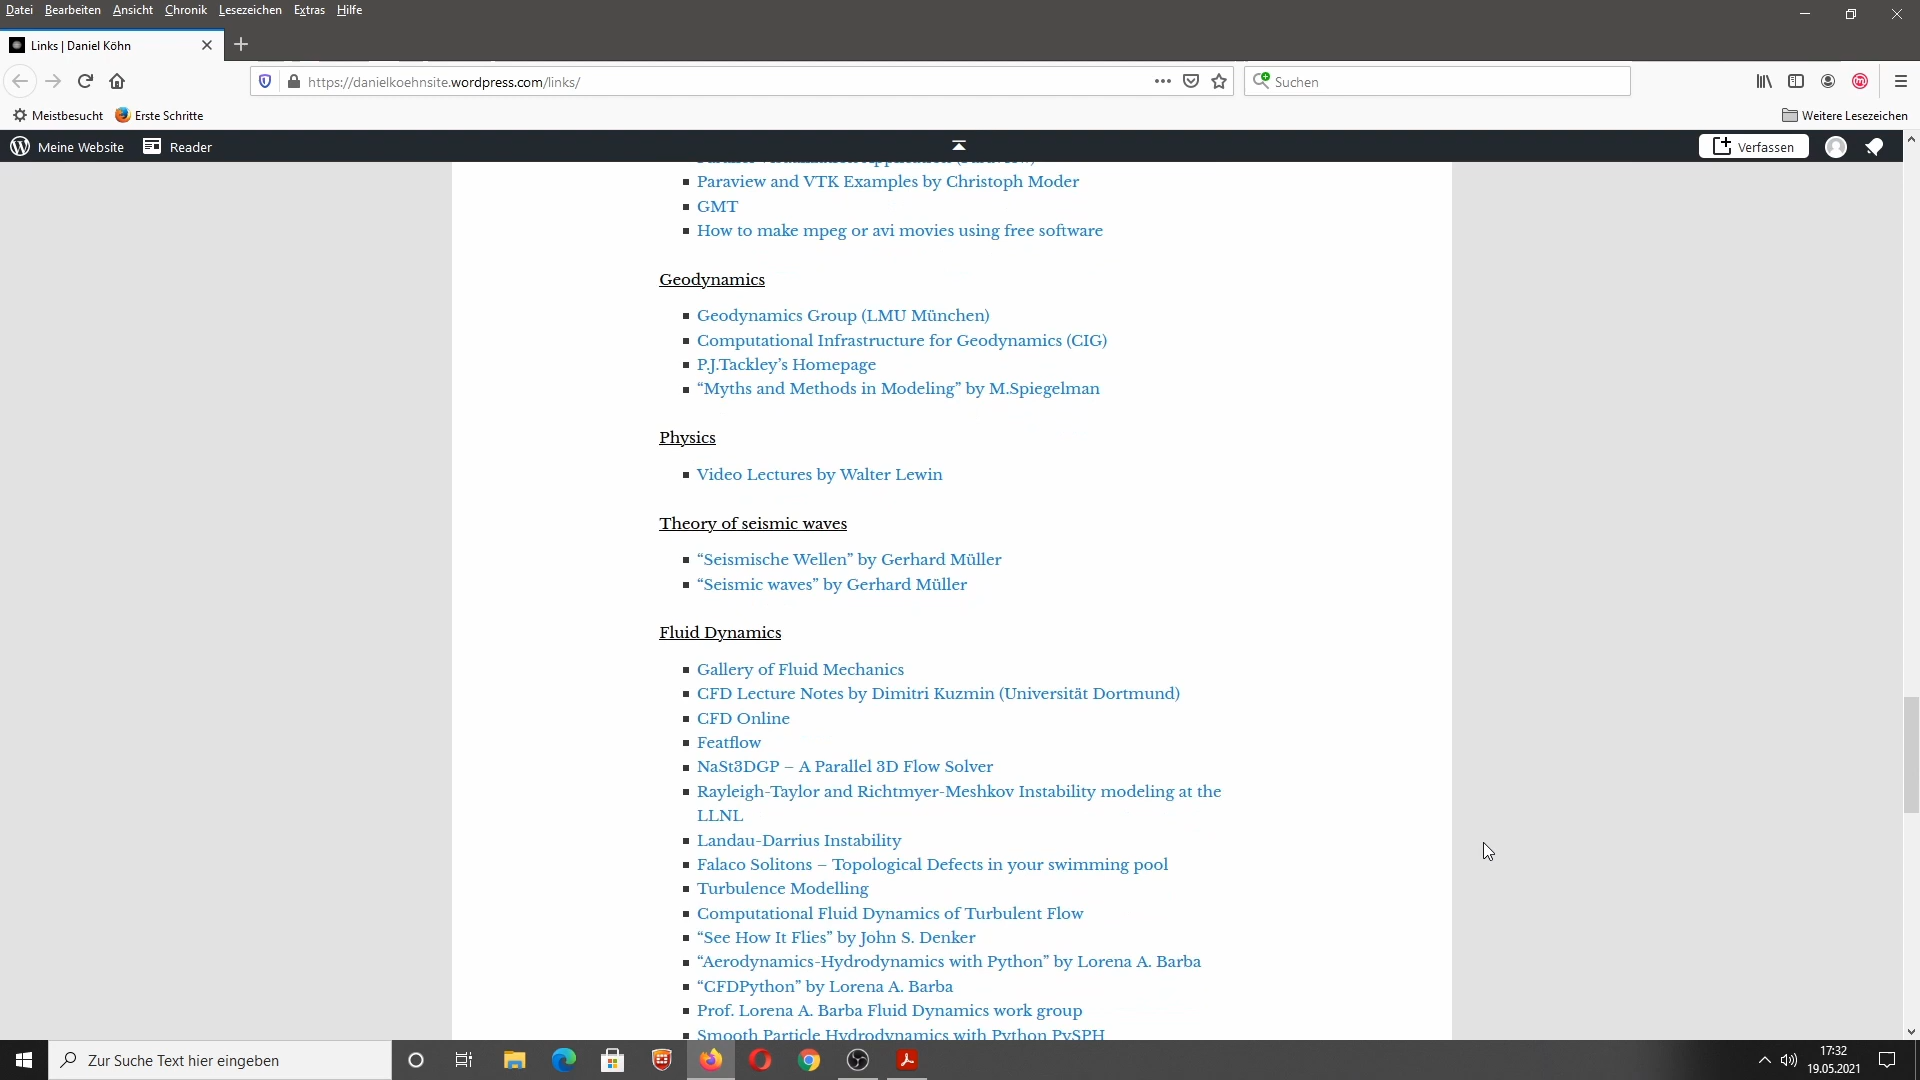 Datei Bearbeiten Ansicht Chronik Lesezeichen Extras Hilfe
Links | Daniel Köhn
https://danielkoehnsite.wordpress.com/links/
Suchen
Meistbesucht Erste Schritte Weitere Lesezeichen
Meine Website Reader Verfassen
Paraview and VTK Examples by Christoph Moder
GMT
How to make mpeg or avi movies using free software
Geodynamics
Geodynamics Group (LMU München)
Computational Infrastructure for Geodynamics (CIG)
P.J.Tackley’s Homepage
“Myths and Methods in Modeling” by M.Spiegelman
Physics
Video Lectures by Walter Lewin
Theory of seismic waves
“Seismische Wellen” by Gerhard Müller
“Seismic waves” by Gerhard Müller
Fluid Dynamics
Gallery of Fluid Mechanics
CFD Lecture Notes by Dimitri Kuzmin (Universität Dortmund)
CFD Online
Featflow
NaSt3DGP – A Parallel 3D Flow Solver
Rayleigh-Taylor and Richtmyer-Meshkov Instability modeling at the
LLNL
Landau-Darrius Instability
Falaco Solitons – Topological Defects in your swimming pool
Turbulence Modelling
Computational Fluid Dynamics of Turbulent Flow
“See How It Flies” by John S. Denker
“Aerodynamics-Hydrodynamics with Python” by Lorena A. Barba
“CFDPython” by Lorena A. Barba
Prof. Lorena A. Barba Fluid Dynamics work group
Smooth Particle Hydrodynamics with Python PySPH
Zur Suche Text hier eingeben
17:32
19.05.2021